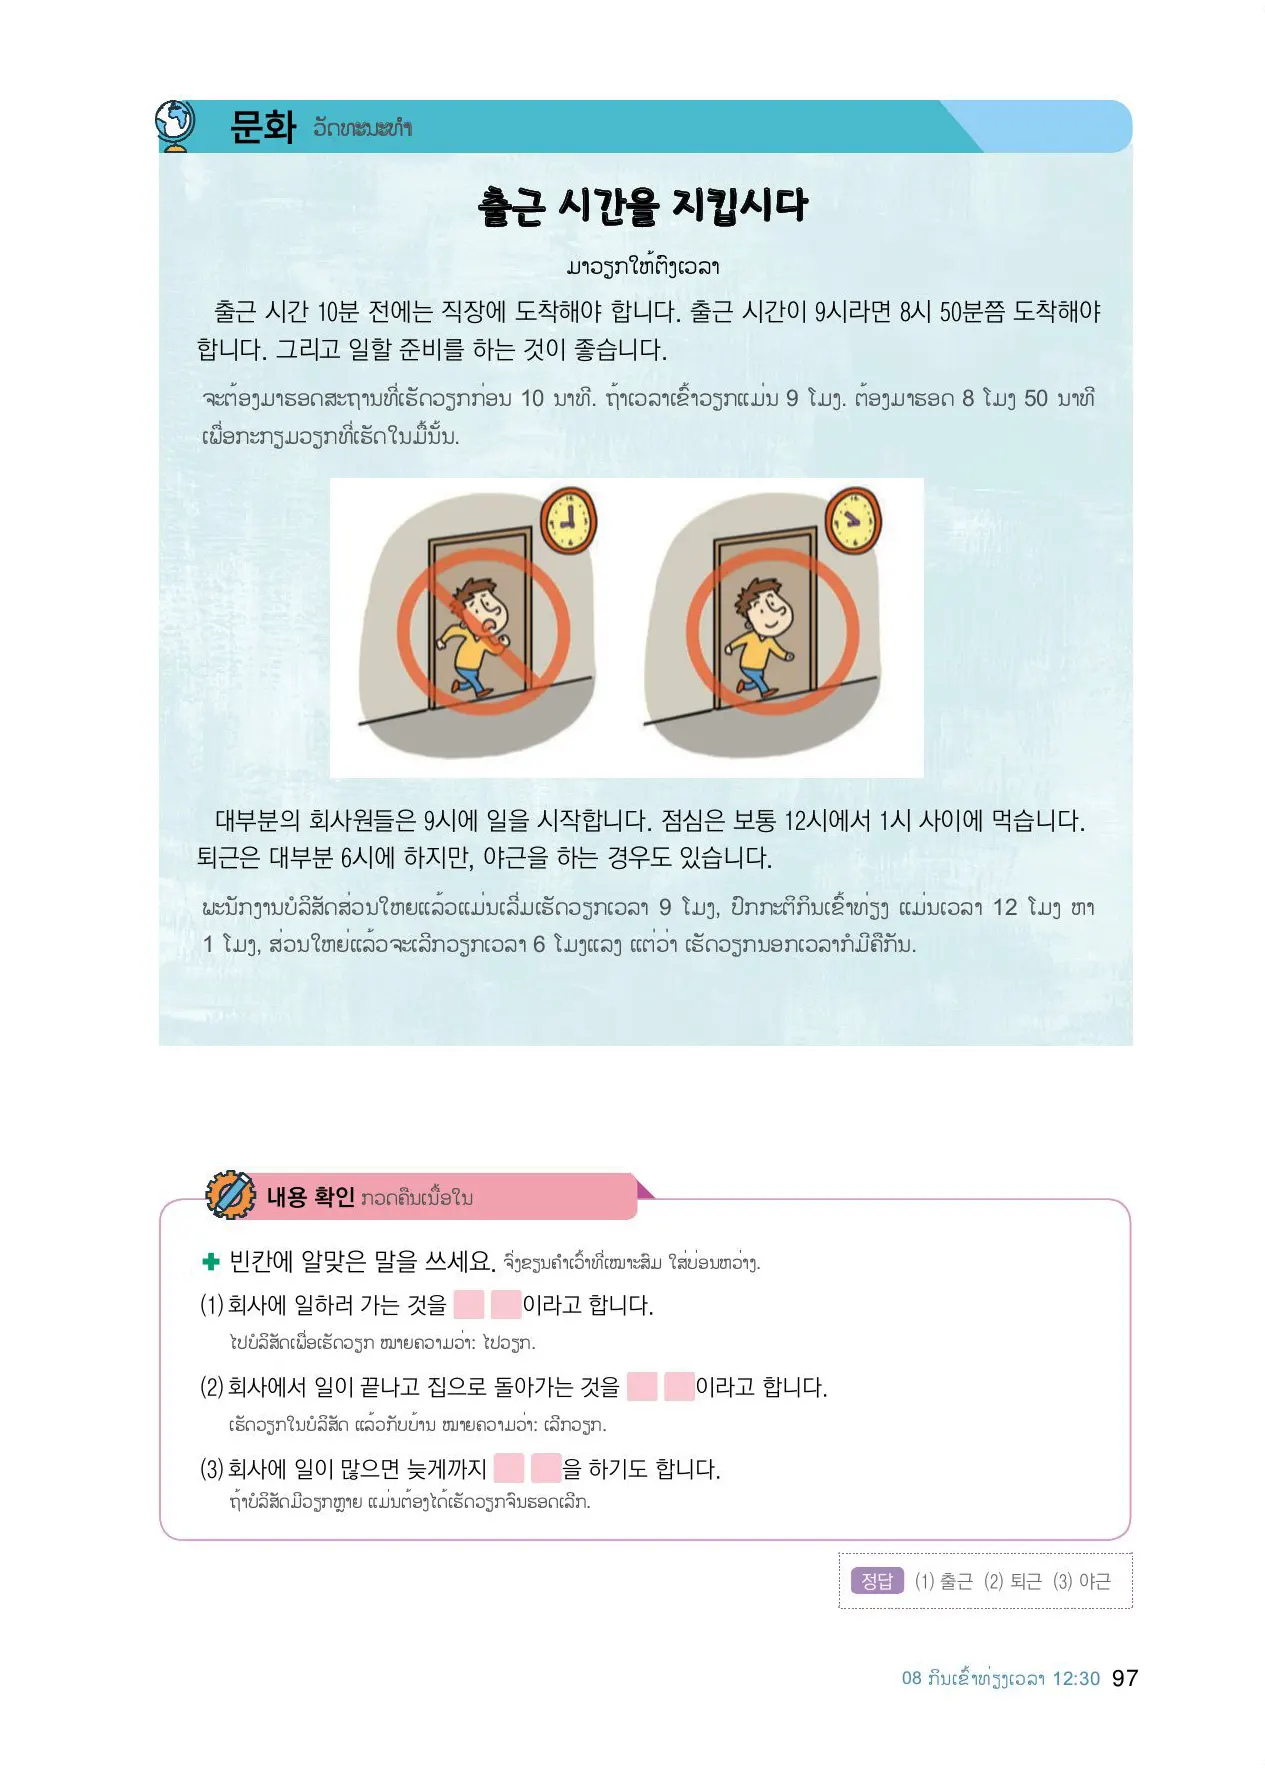 문화 ວັດທະນະທຳ
출근 시간을 지킵시다
ມາວຽກໃຫ້ຕົງເວລາ
출근 시간 10분 전에는 직장에 도착해야 합니다. 출근 시간이 9시라면 8시 50분쯤 도착해야
합니다. 그리고 일할 준비를 하는 것이 좋습니다.
ຈະຕ້ອງມາຮອດສະຖານທີ່ເຮັດວຽກກ່ອນ 10 ນາທີ. ຖ້າເວລາເຂົ້າວຽກແມ່ນ 9 ໂມງ. ຕ້ອງມາຮອດ 8 ໂມງ 50 ນາທີ
ເພື່ອກະກຽມວຽກທີ່ເຮັດໃນມື້ນັ້ນ.
대부분의 회사원들은 9시에 일을 시작합니다. 점심은 보통 12시에서 1시 사이에 먹습니다.
퇴근은 대부분 6시에 하지만, 야근을 하는 경우도 있습니다.
ພະນັກງານບໍລິສັດສ່ວນໃຫຍແລ້ວແມ່ນເລີ່ມເຮັດວຽກເວລາ 9 ໂມງ, ປົກກະຕິກິນເຂົ້າທ່ຽງ ແມ່ນເວລາ 12 ໂມງ ຫາ
1 ໂມງ, ສ່ວນໃຫຍ່ແລ້ວຈະເລີກວຽກເວລາ 6 ໂມງແລງ ແຕ່ວ່າ ເຮັດວຽກນອກເວລາກໍມີຄືກັນ.
내용 확인 ກວດຄືນເນື້ອໃນ
빈칸에 알맞은 말을 쓰세요. ຈົ່ງຂຽນຄຳເວົ້າທີ່ເໝາະສົມ ໃສ່ບ່ອນຫວ່າງ.
(1) 회사에 일하러 가는 것을 이라고 합니다.
ໄປບໍລິສັດເພື່ອເຮັດວຽກ ໝາຍຄວາມວ່າ: ໄປວຽກ.
(2) 회사에서 일이 끝나고 집으로 돌아가는 것을 이라고 합니다.
ເຮັດວຽກໃນບໍລິສັດ ແລ້ວກັບບ້ານ ໝາຍຄວາມວ່າ: ເລີກວຽກ.
(3) 회사에 일이 많으면 늦게까지 을 하기도 합니다.
ຖ້າບໍລິສັດມີວຽກຫຼາຍ ແມ່ນຕ້ອງໄດ້ເຮັດວຽກຈົນຮອດເລີກ.
정답 (1) 출근 (2) 퇴근 (3) 야근
08 ກິນເຂົ້າທ່ຽງເວລາ 12:30 97